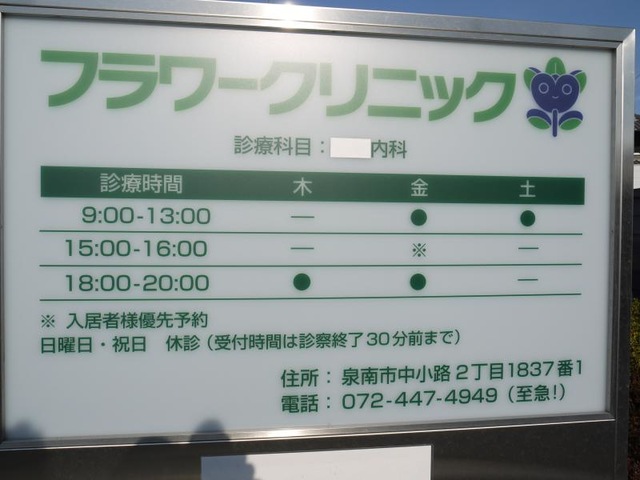 フラワークリニック
診療科目： 内科
診療時間 木 金 土
9:00-13:00 — ● ●
15:00-16:00 — ※ —
18:00-20:00 ● ● —
※ 入居者様優先予約
日曜日・祝日 休診（受付時間は診察終了30分前まで）
住所： 泉南市中小路2丁目1837番1
電話： 072-447-4949（至急!）